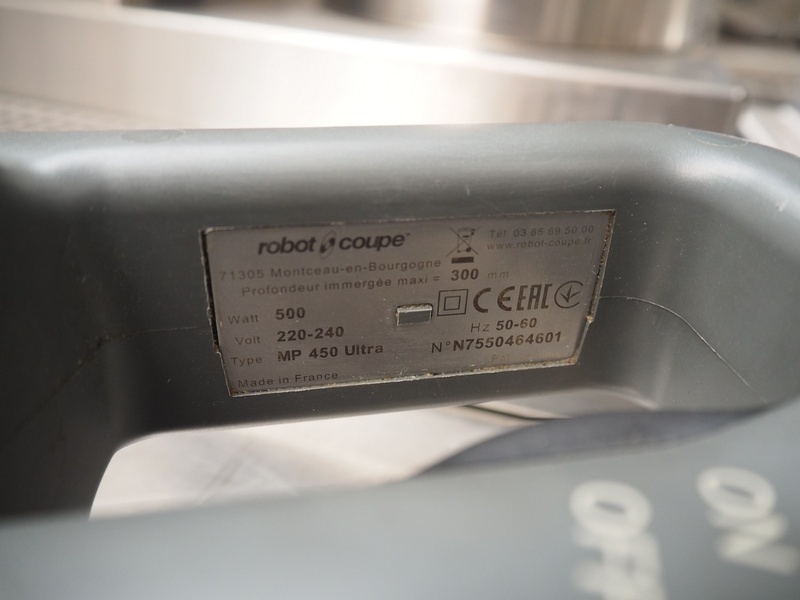 robot coupe
71305 Montceau-en-Bourgogne
Profondeur immergée maxi = 300 mm
Tél: 03 85 69 50 00
www.robot-coupe.fr
Watt 500
CE EAC
Volt 220-240
Hz 50-60
Type MP 450 Ultra
N°N7550464601
Made in France
ON
OFF